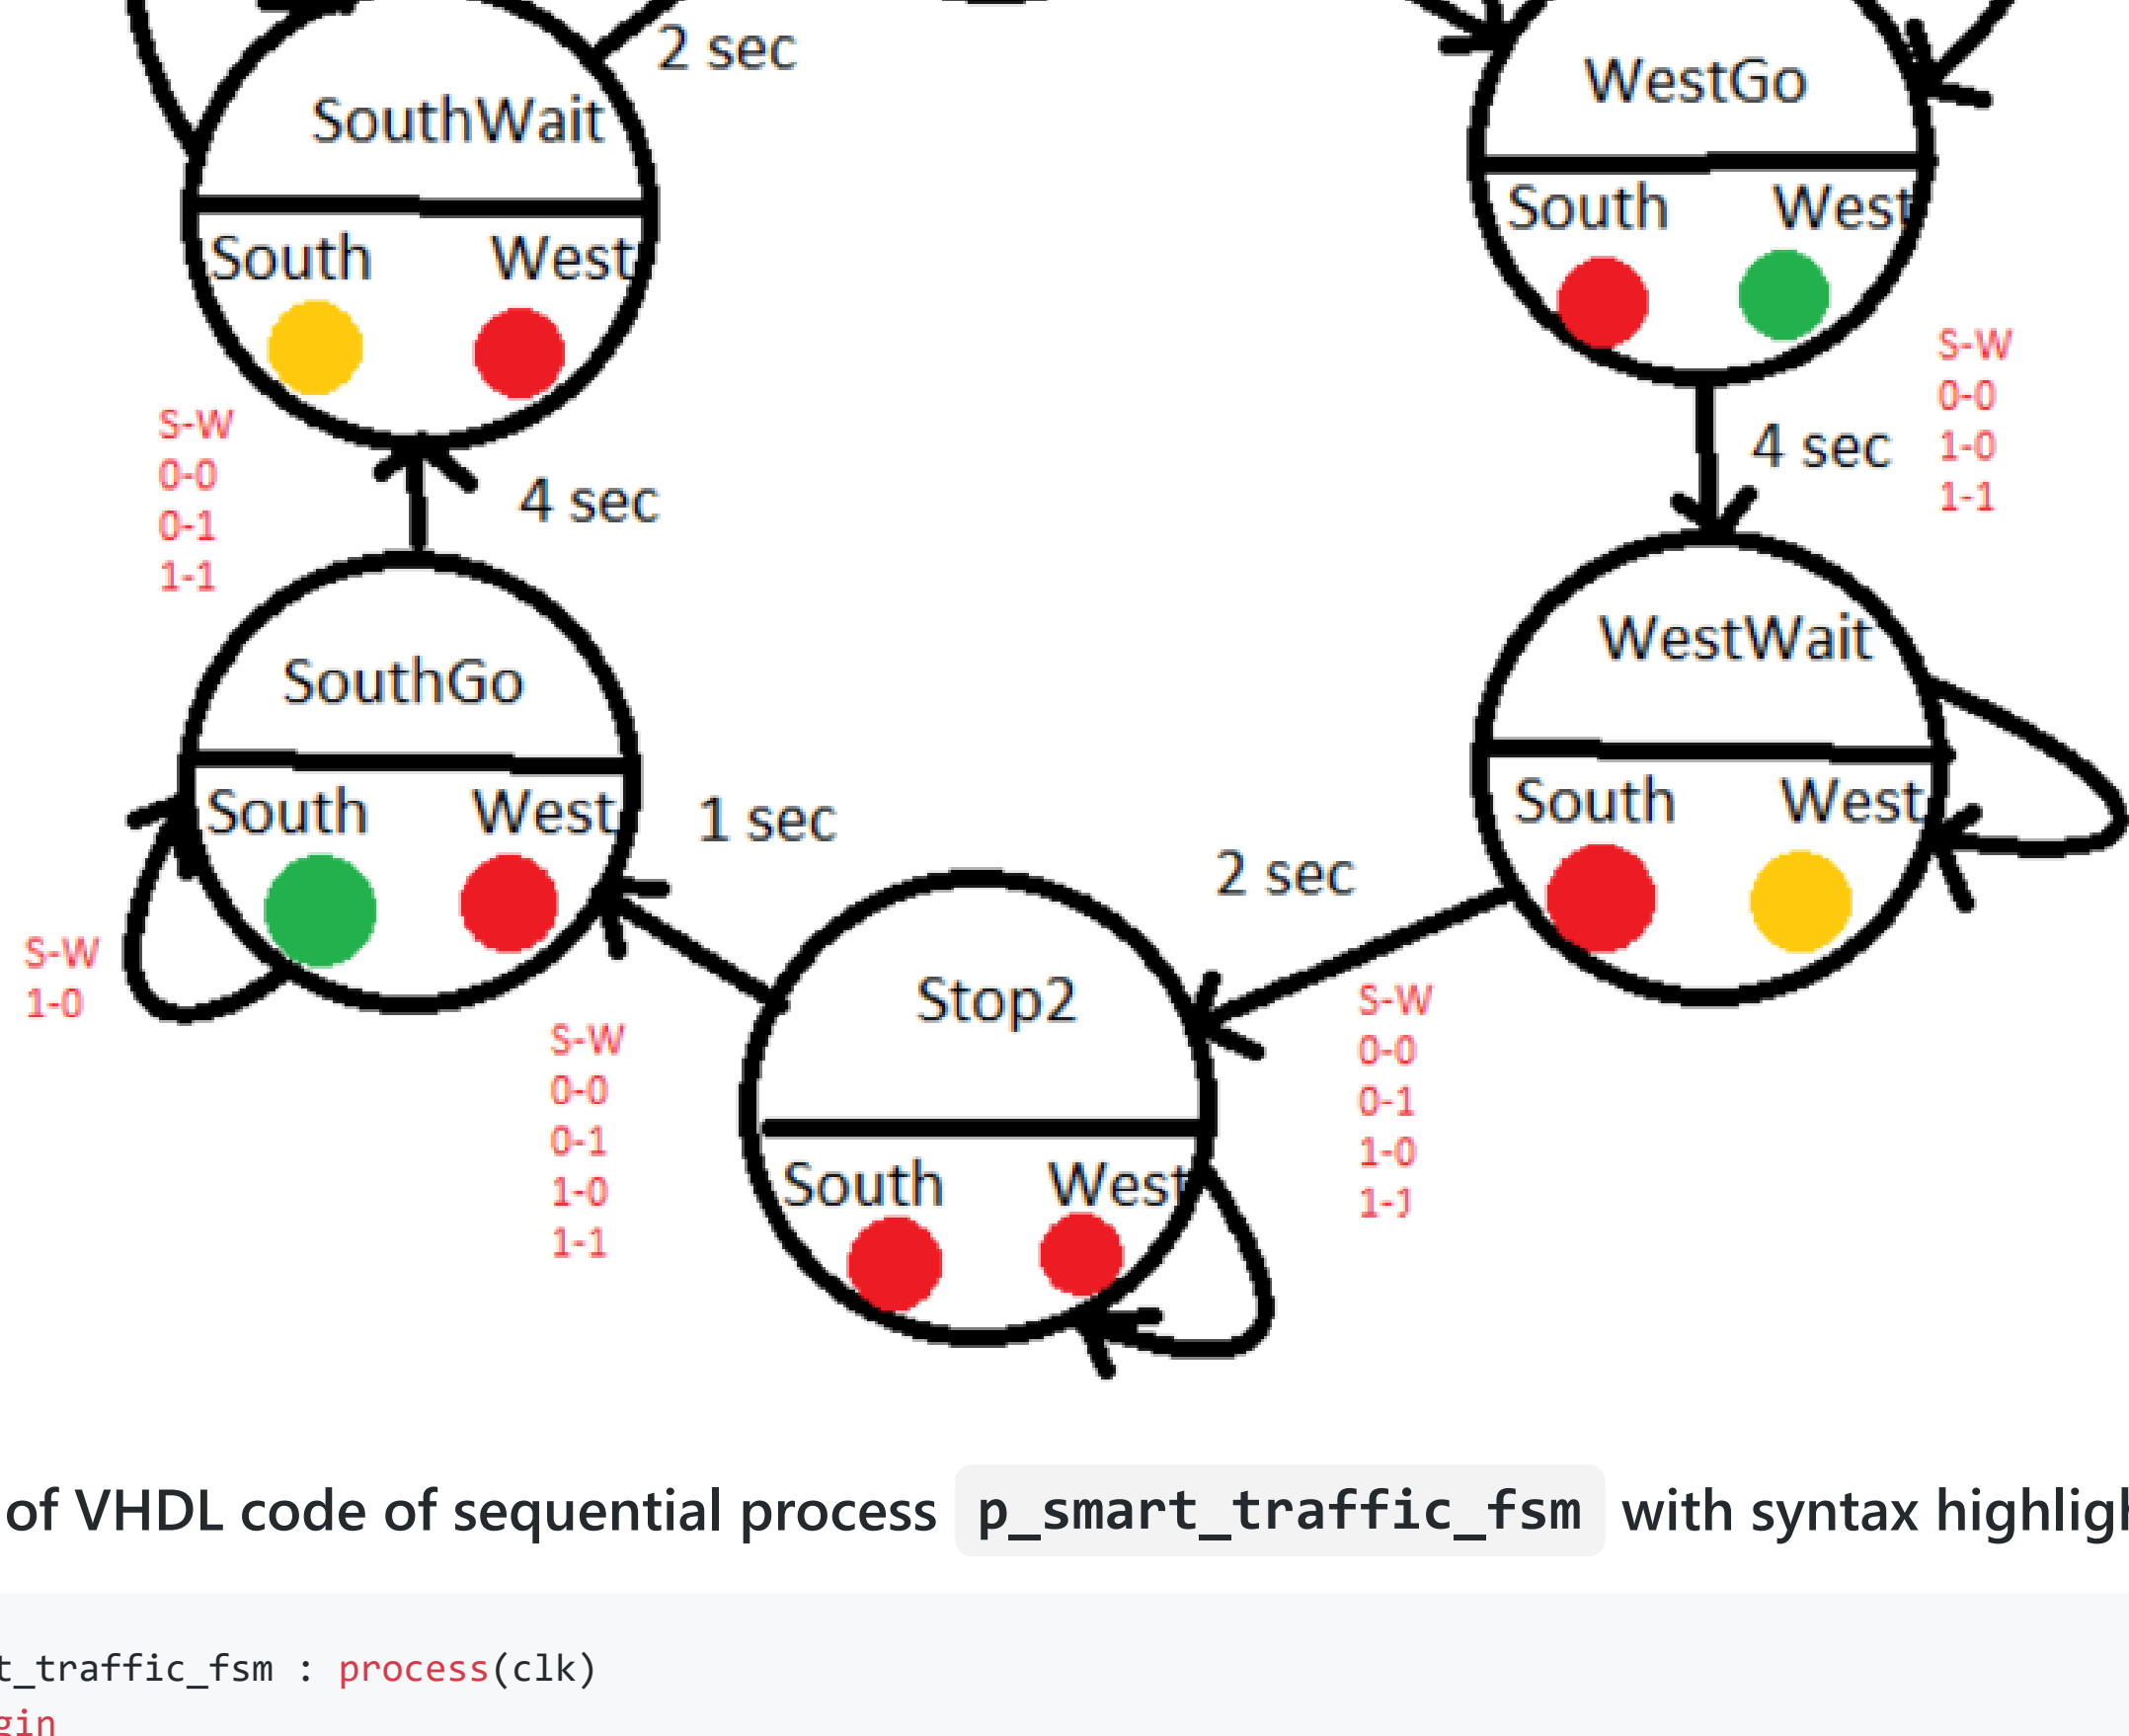 2 sec
SouthWait
South West
S-W
0-0
0-1
1-1
4 sec
SouthGo
South West
S-W
1-0
1 sec
S-W
0-0
0-1
1-0
1-1
Stop2
South West
2 sec
S-W
0-0
0-1
1-0
1-1
WestGo
South West
S-W
0-0
1-0
1-1
4 sec
WestWait
South West
of VHDL code of sequential process p_smart_traffic_fsm with syntax highligh
t_traffic_fsm : process(clk)
gin